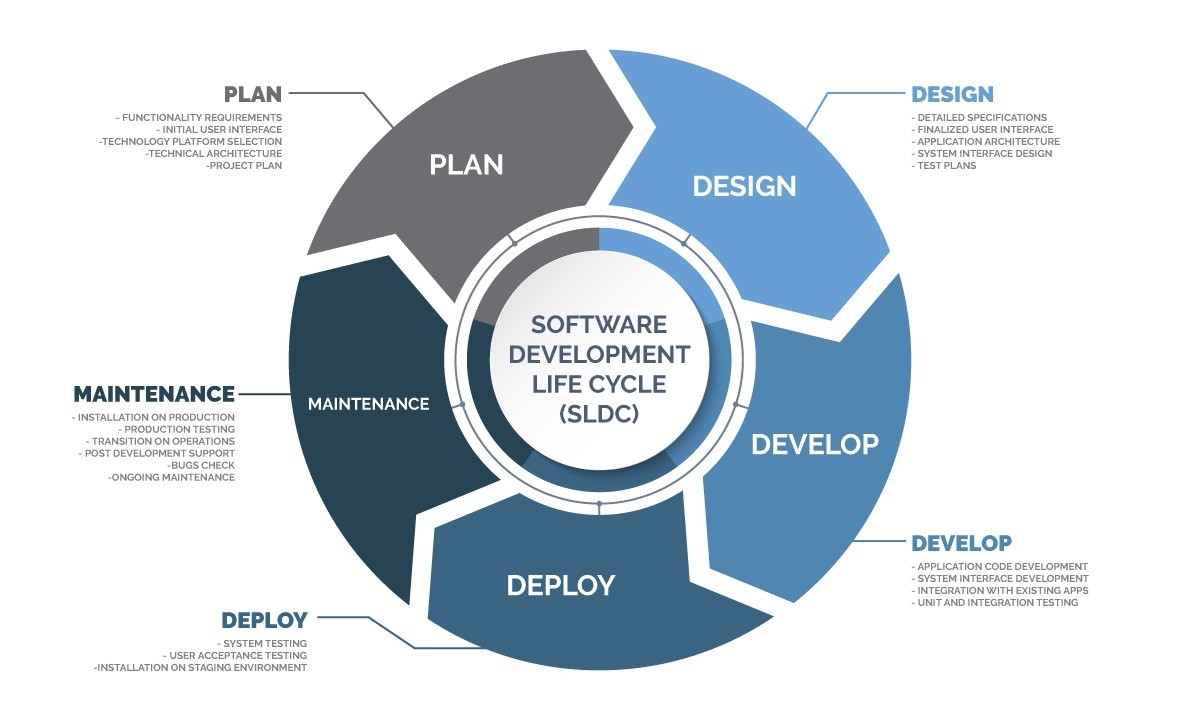 PLAN
- FUNCTIONALITY REQUIREMENTS
- INITIAL USER INTERFACE
-TECHNOLOGY PLATFORM SELECTION
-TECHNICAL ARCHITECTURE
-PROJECT PLAN
PLAN
DESIGN
DESIGN
- DETAILED SPECIFICATIONS
- FINALIZED USER INTERFACE
- APPLICATION ARCHITECTURE
- SYSTEM INTERFACE DESIGN
- TEST PLANS
SOFTWARE
DEVELOPMENT
LIFE CYCLE
(SLDC)
MAINTENANCE
- INSTALLATION ON PRODUCTION
- PRODUCTION TESTING
- TRANSITION ON OPERATIONS
- POST DEVELOPMENT SUPPORT
-BUGS CHECK
-ONGOING MAINTENANCE
MAINTENANCE
DEVELOP
DEVELOP
- APPLICATION CODE DEVELOPMENT
- SYSTEM INTERFACE DEVELOPMENT
- INTEGRATION WITH EXISTING APPS
- UNIT AND INTEGRATION TESTING
DEPLOY
DEPLOY
- SYSTEM TESTING
- USER ACCEPTANCE TESTING
-INSTALLATION ON STAGING ENVIRONMENT